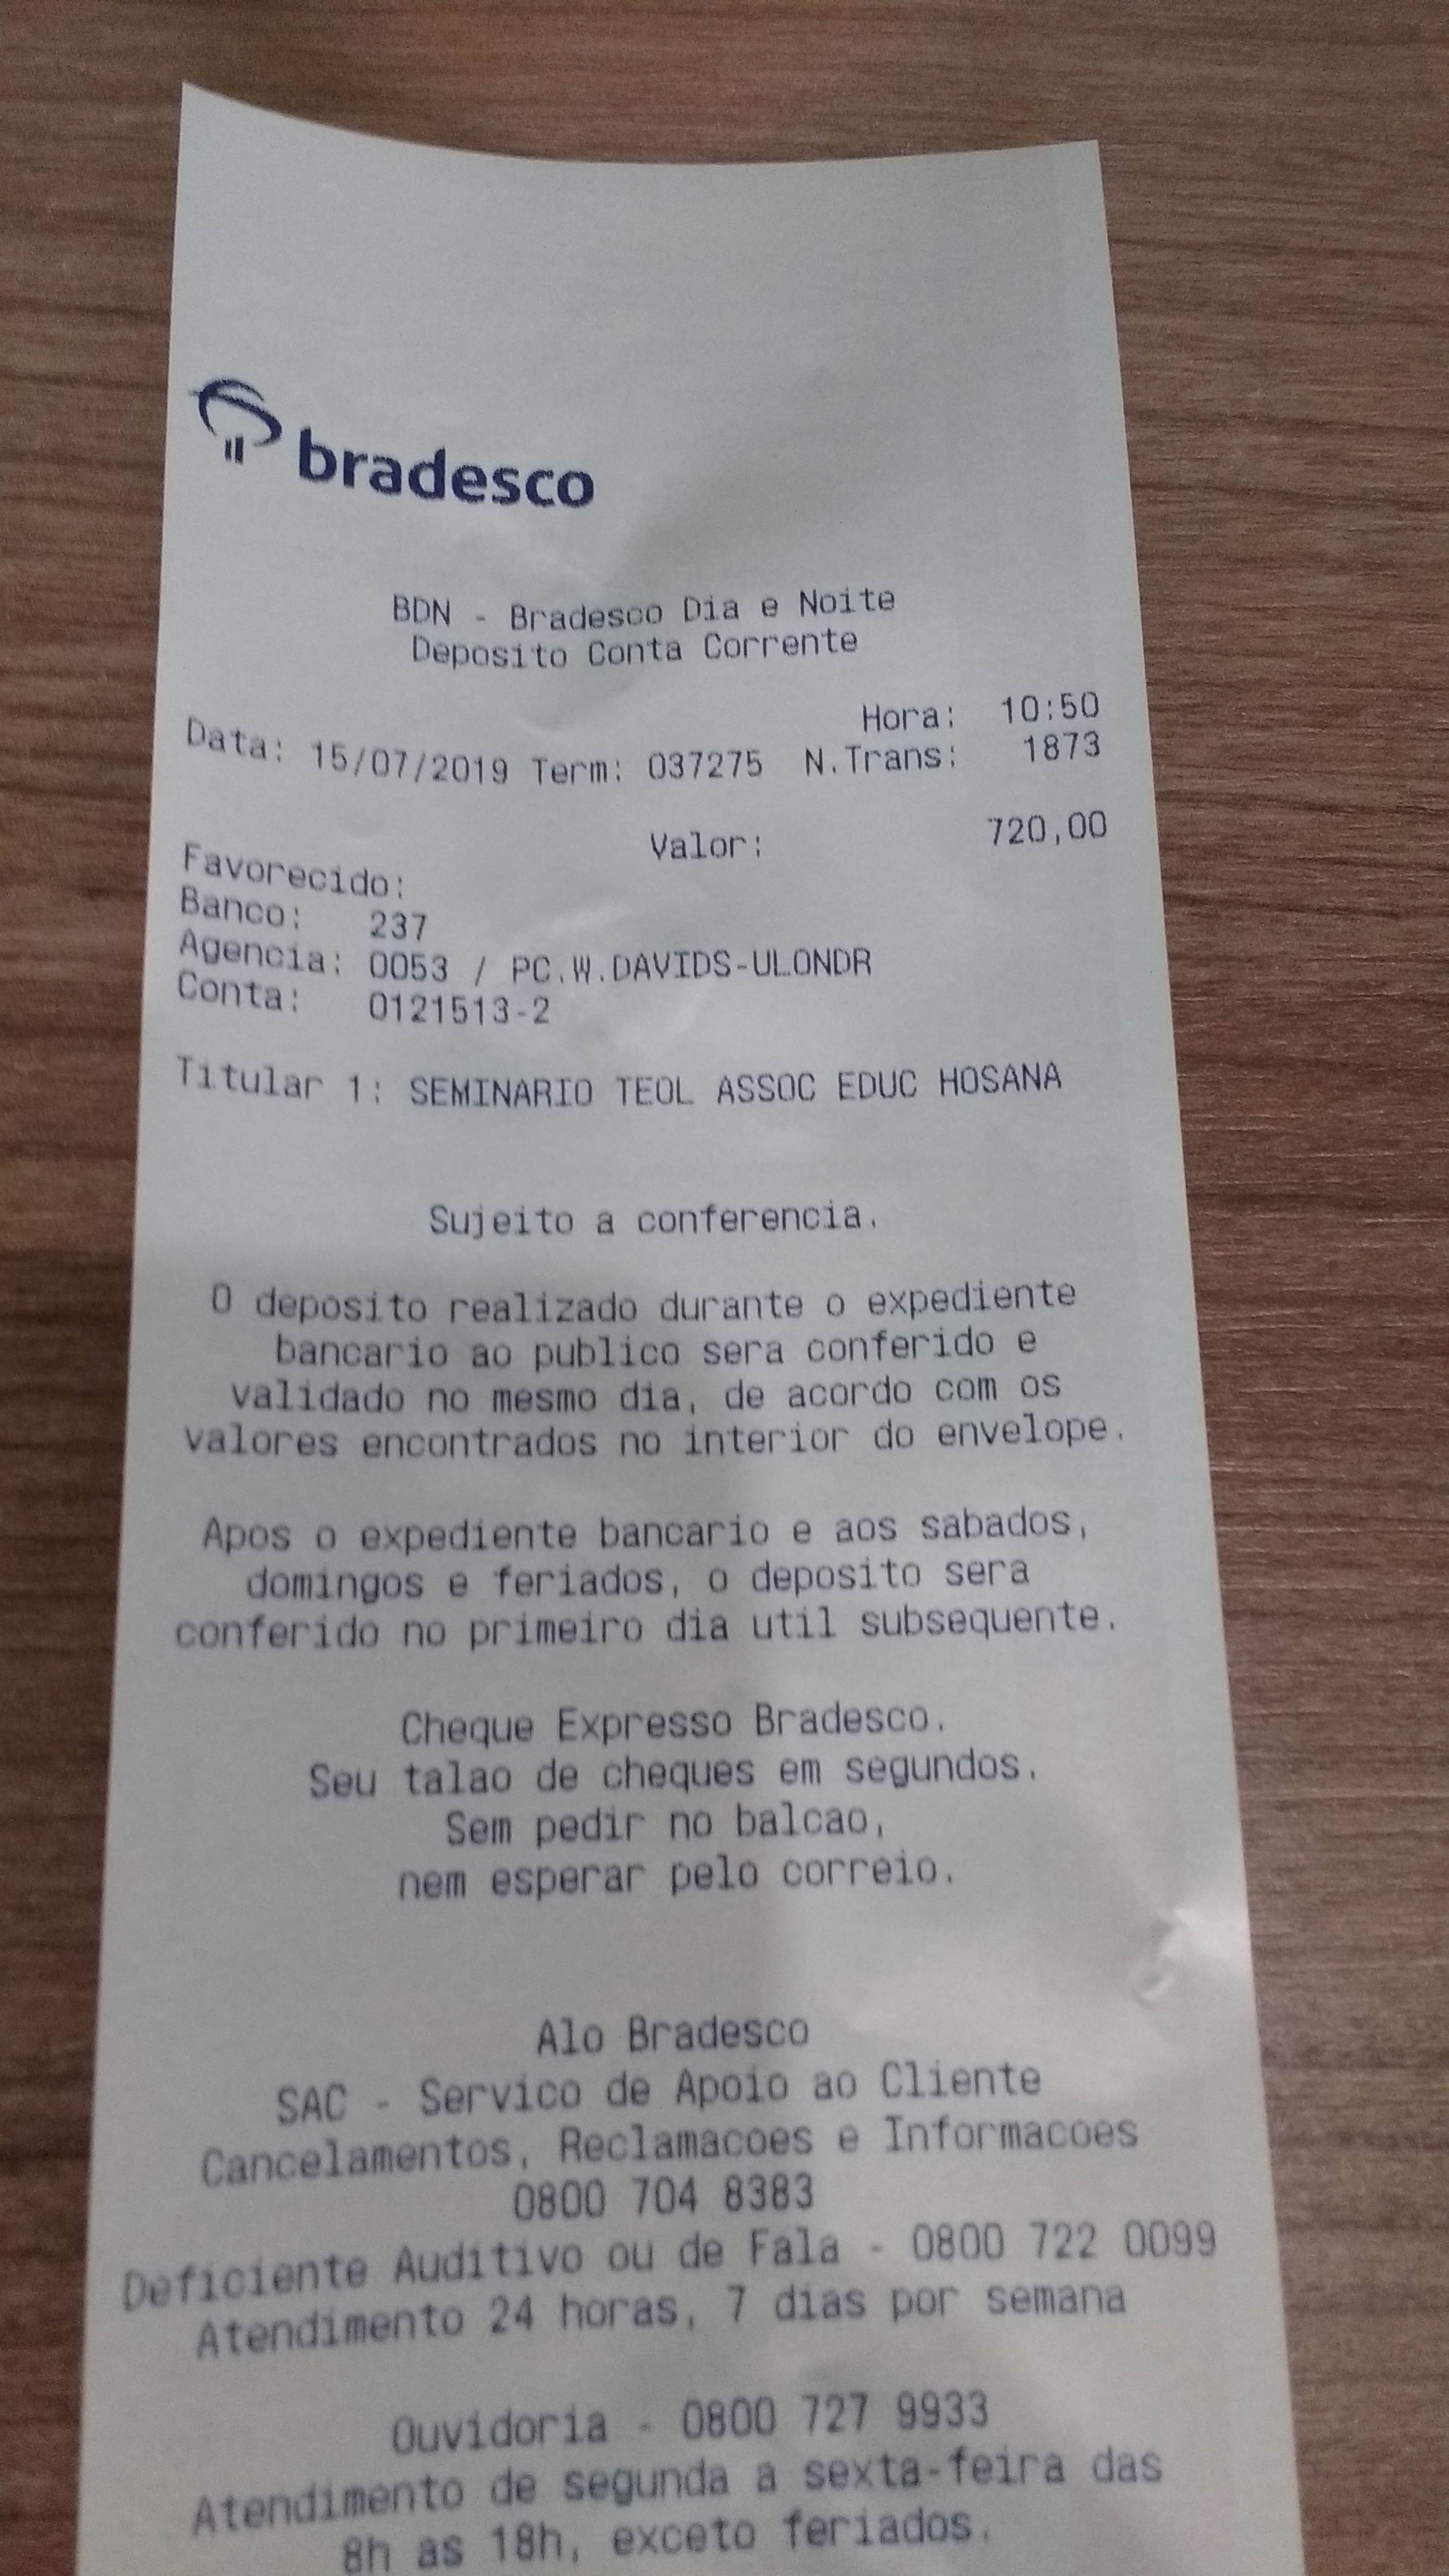 bradesco
BDN - Bradesco Dia e Noite
Deposito Conta Corrente
Hora: 10:50
Data: 15/07/2019 Term: 037275 N.Trans: 1873
Valor: 720,00
Favorecido:
Banco: 237
Agencia: 0053 / PC.W.DAVIDS-ULONDR
Conta: 0121513-2
Titular 1: SEMINARIO TEOL ASSOC EDUC HOSANA
Sujeito a conferencia.
O deposito realizado durante o expediente
bancario ao publico sera conferido e
validado no mesmo dia, de acordo com os
valores encontrados no interior do envelope.
Apos o expediente bancario e aos sabados,
domingos e feriados, o deposito sera
conferido no primeiro dia util subsequente.
Cheque Expresso Bradesco.
Seu talao de cheques em segundos.
Sem pedir no balcao,
nem esperar pelo correio.
Alo Bradesco
SAC - Servico de Apoio ao Cliente
Cancelamentos, Reclamacoes e Informacoes
0800 704 8383
Deficiente Auditivo ou de Fala - 0800 722 0099
Atendimento 24 horas, 7 dias por semana
Ouvidoria - 0800 727 9933
Atendimento de segunda a sexta-feira das
8h as 18h, exceto feriados.